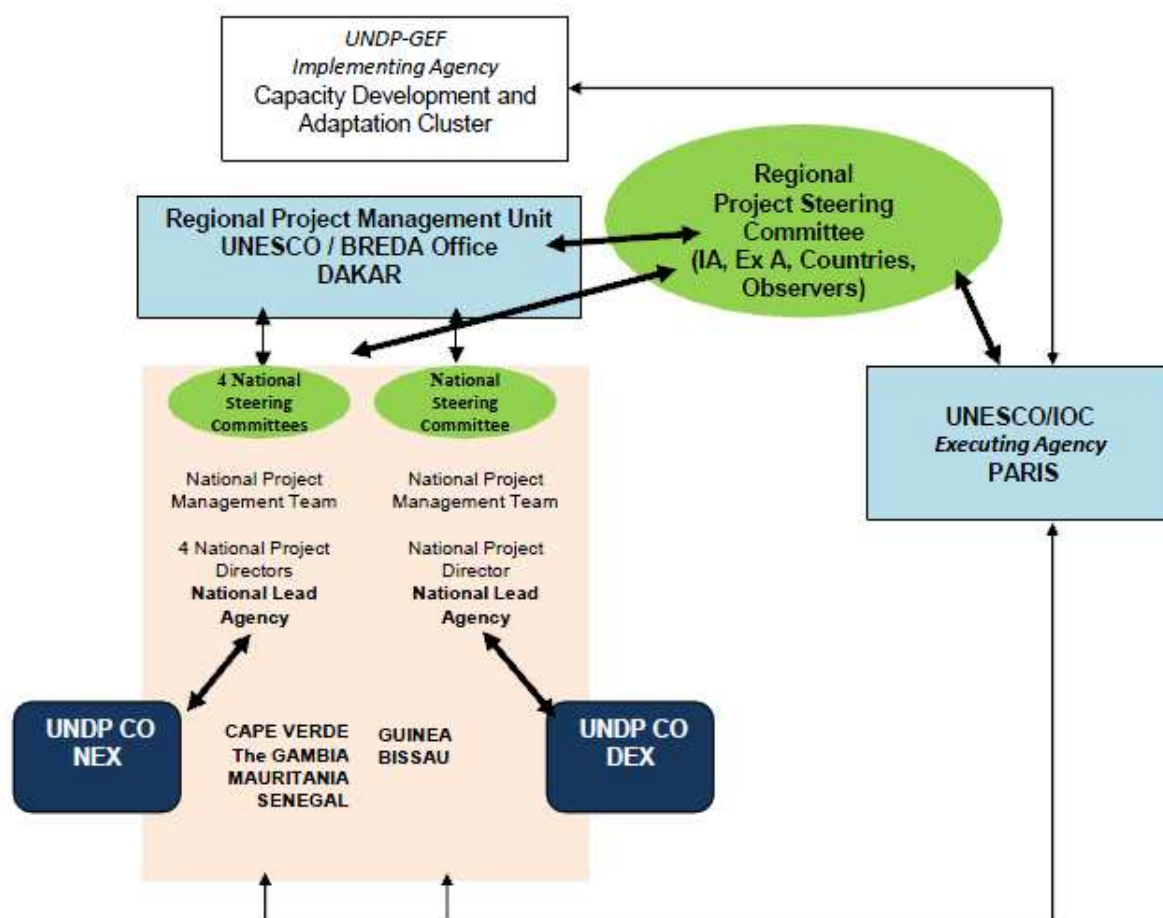 UNDP-GEF
Implementing Agency
Capacity Development and
Adaptation Cluster
Regional
Project Steering
Committee
(IA, Ex A, Countries,
Observers)
Regional Project Management Unit
UNESCO / BREDA Office
DAKAR
4 National
Steering
Committees
National
Steering
Committee
UNESCO/IOC
Executing Agency
PARIS
National Project
Management Team
National Project
Management Team
4 National Project
Directors
National Lead
Agency
National Project
Director
National Lead
Agency
UNDP CO
NEX
CAPE VERDE
The GAMBIA
MAURITANIA
SENEGAL
GUINEA
BISSAU
UNDP CO
DEX